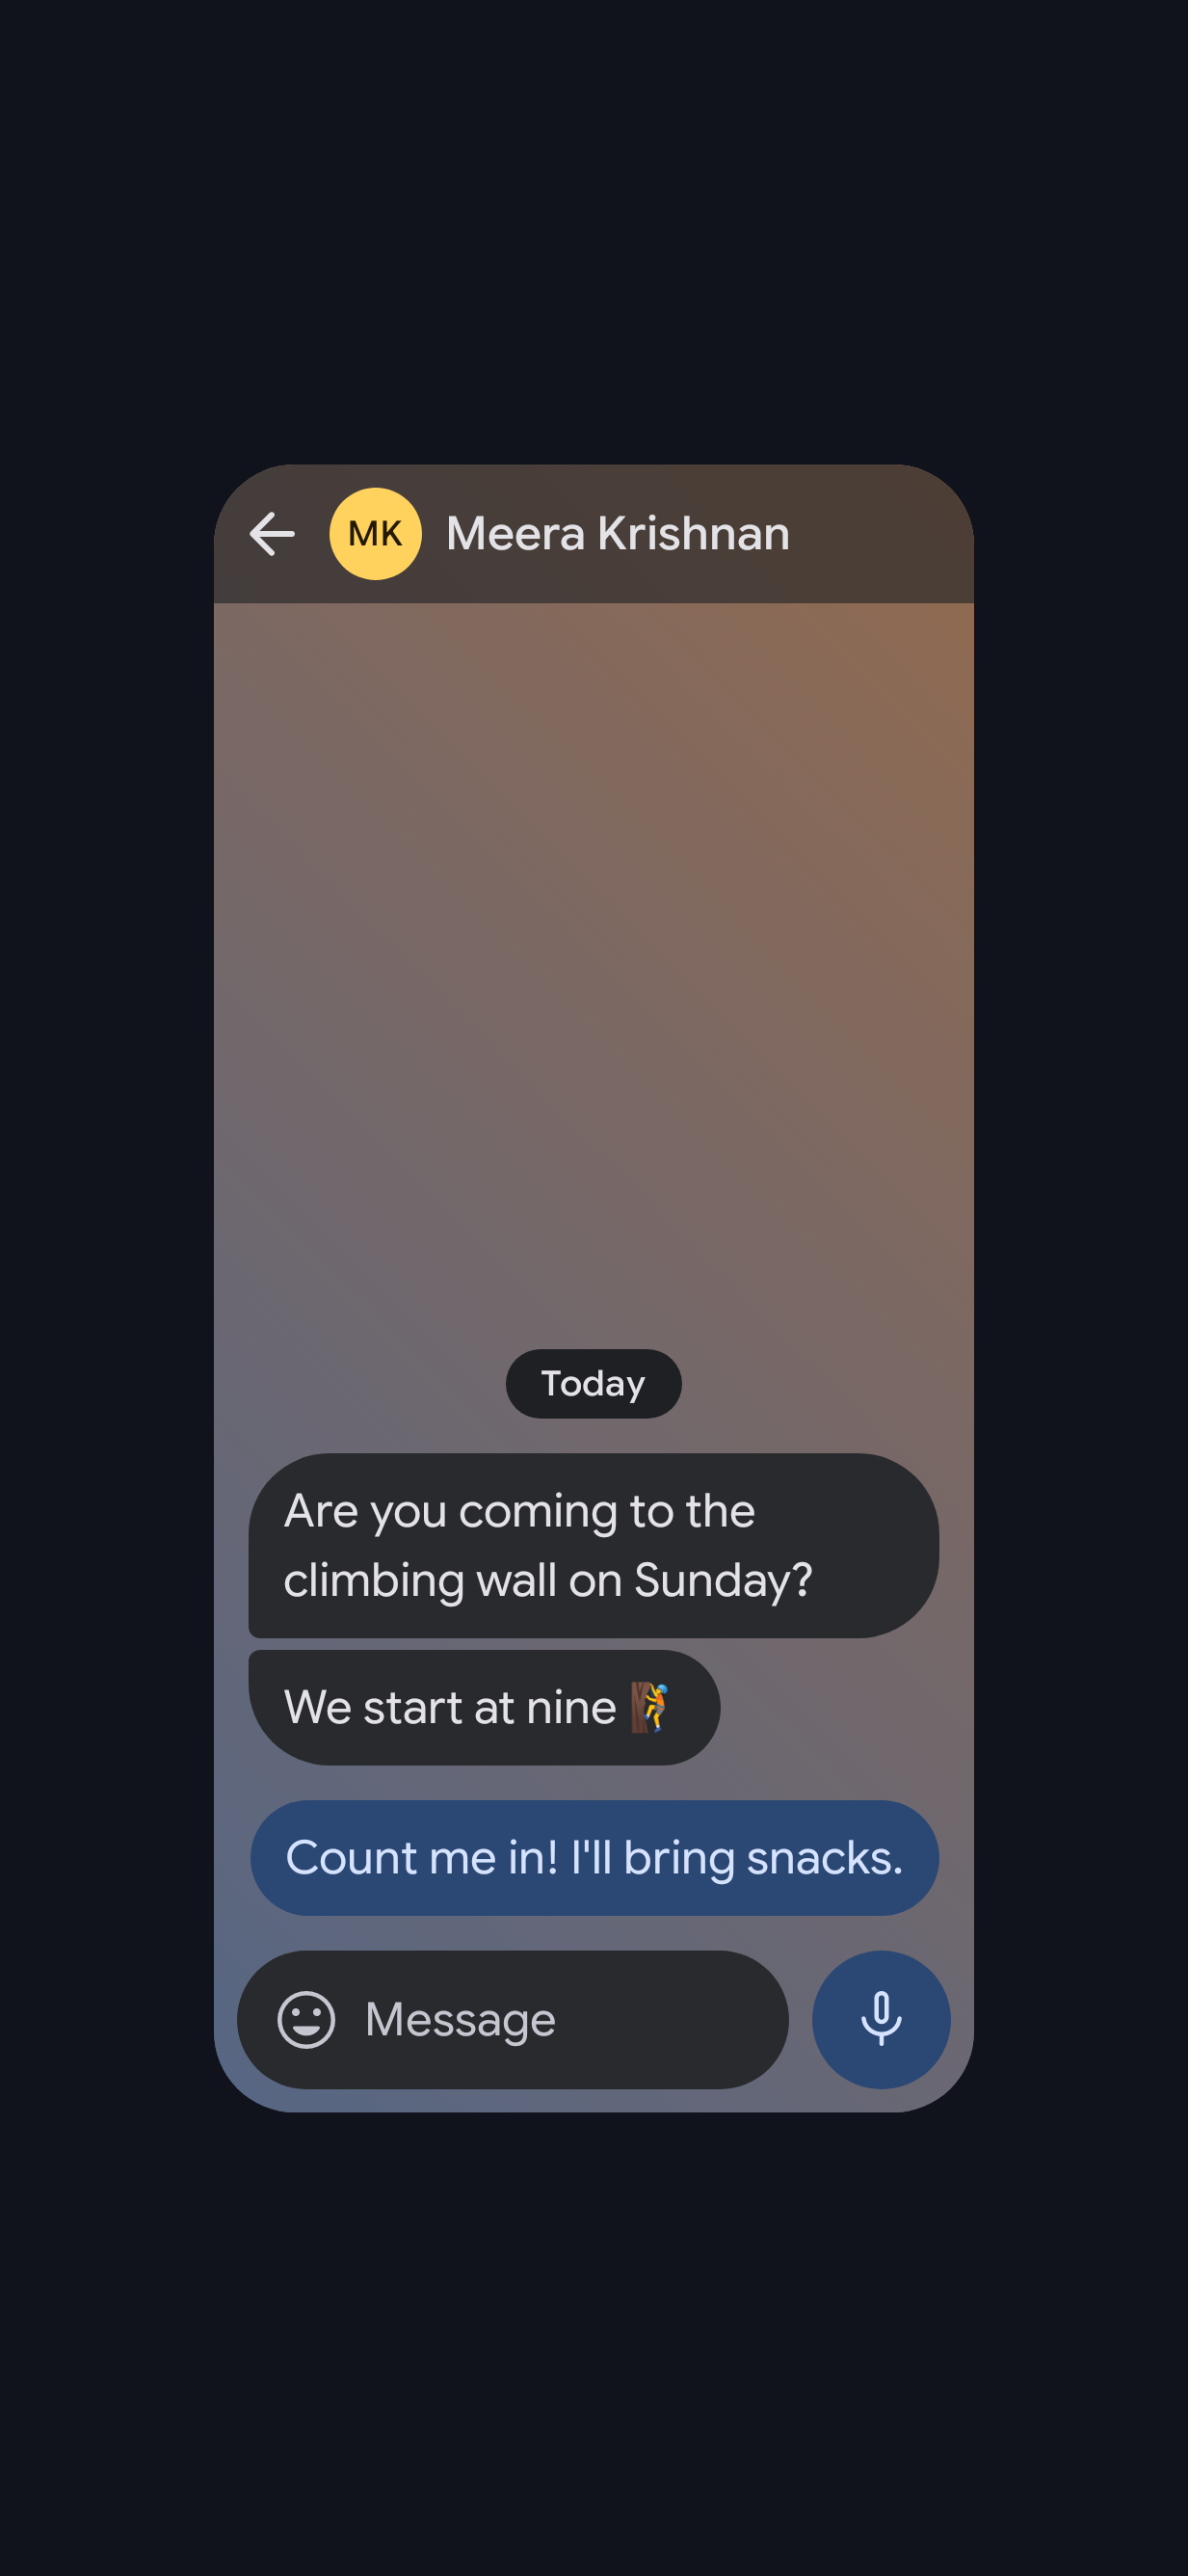 MK Meera Krishnan
Today
Are you coming to the
climbing wall on Sunday?
We start at nine 🧗
Count me in! I'll bring snacks.
Message